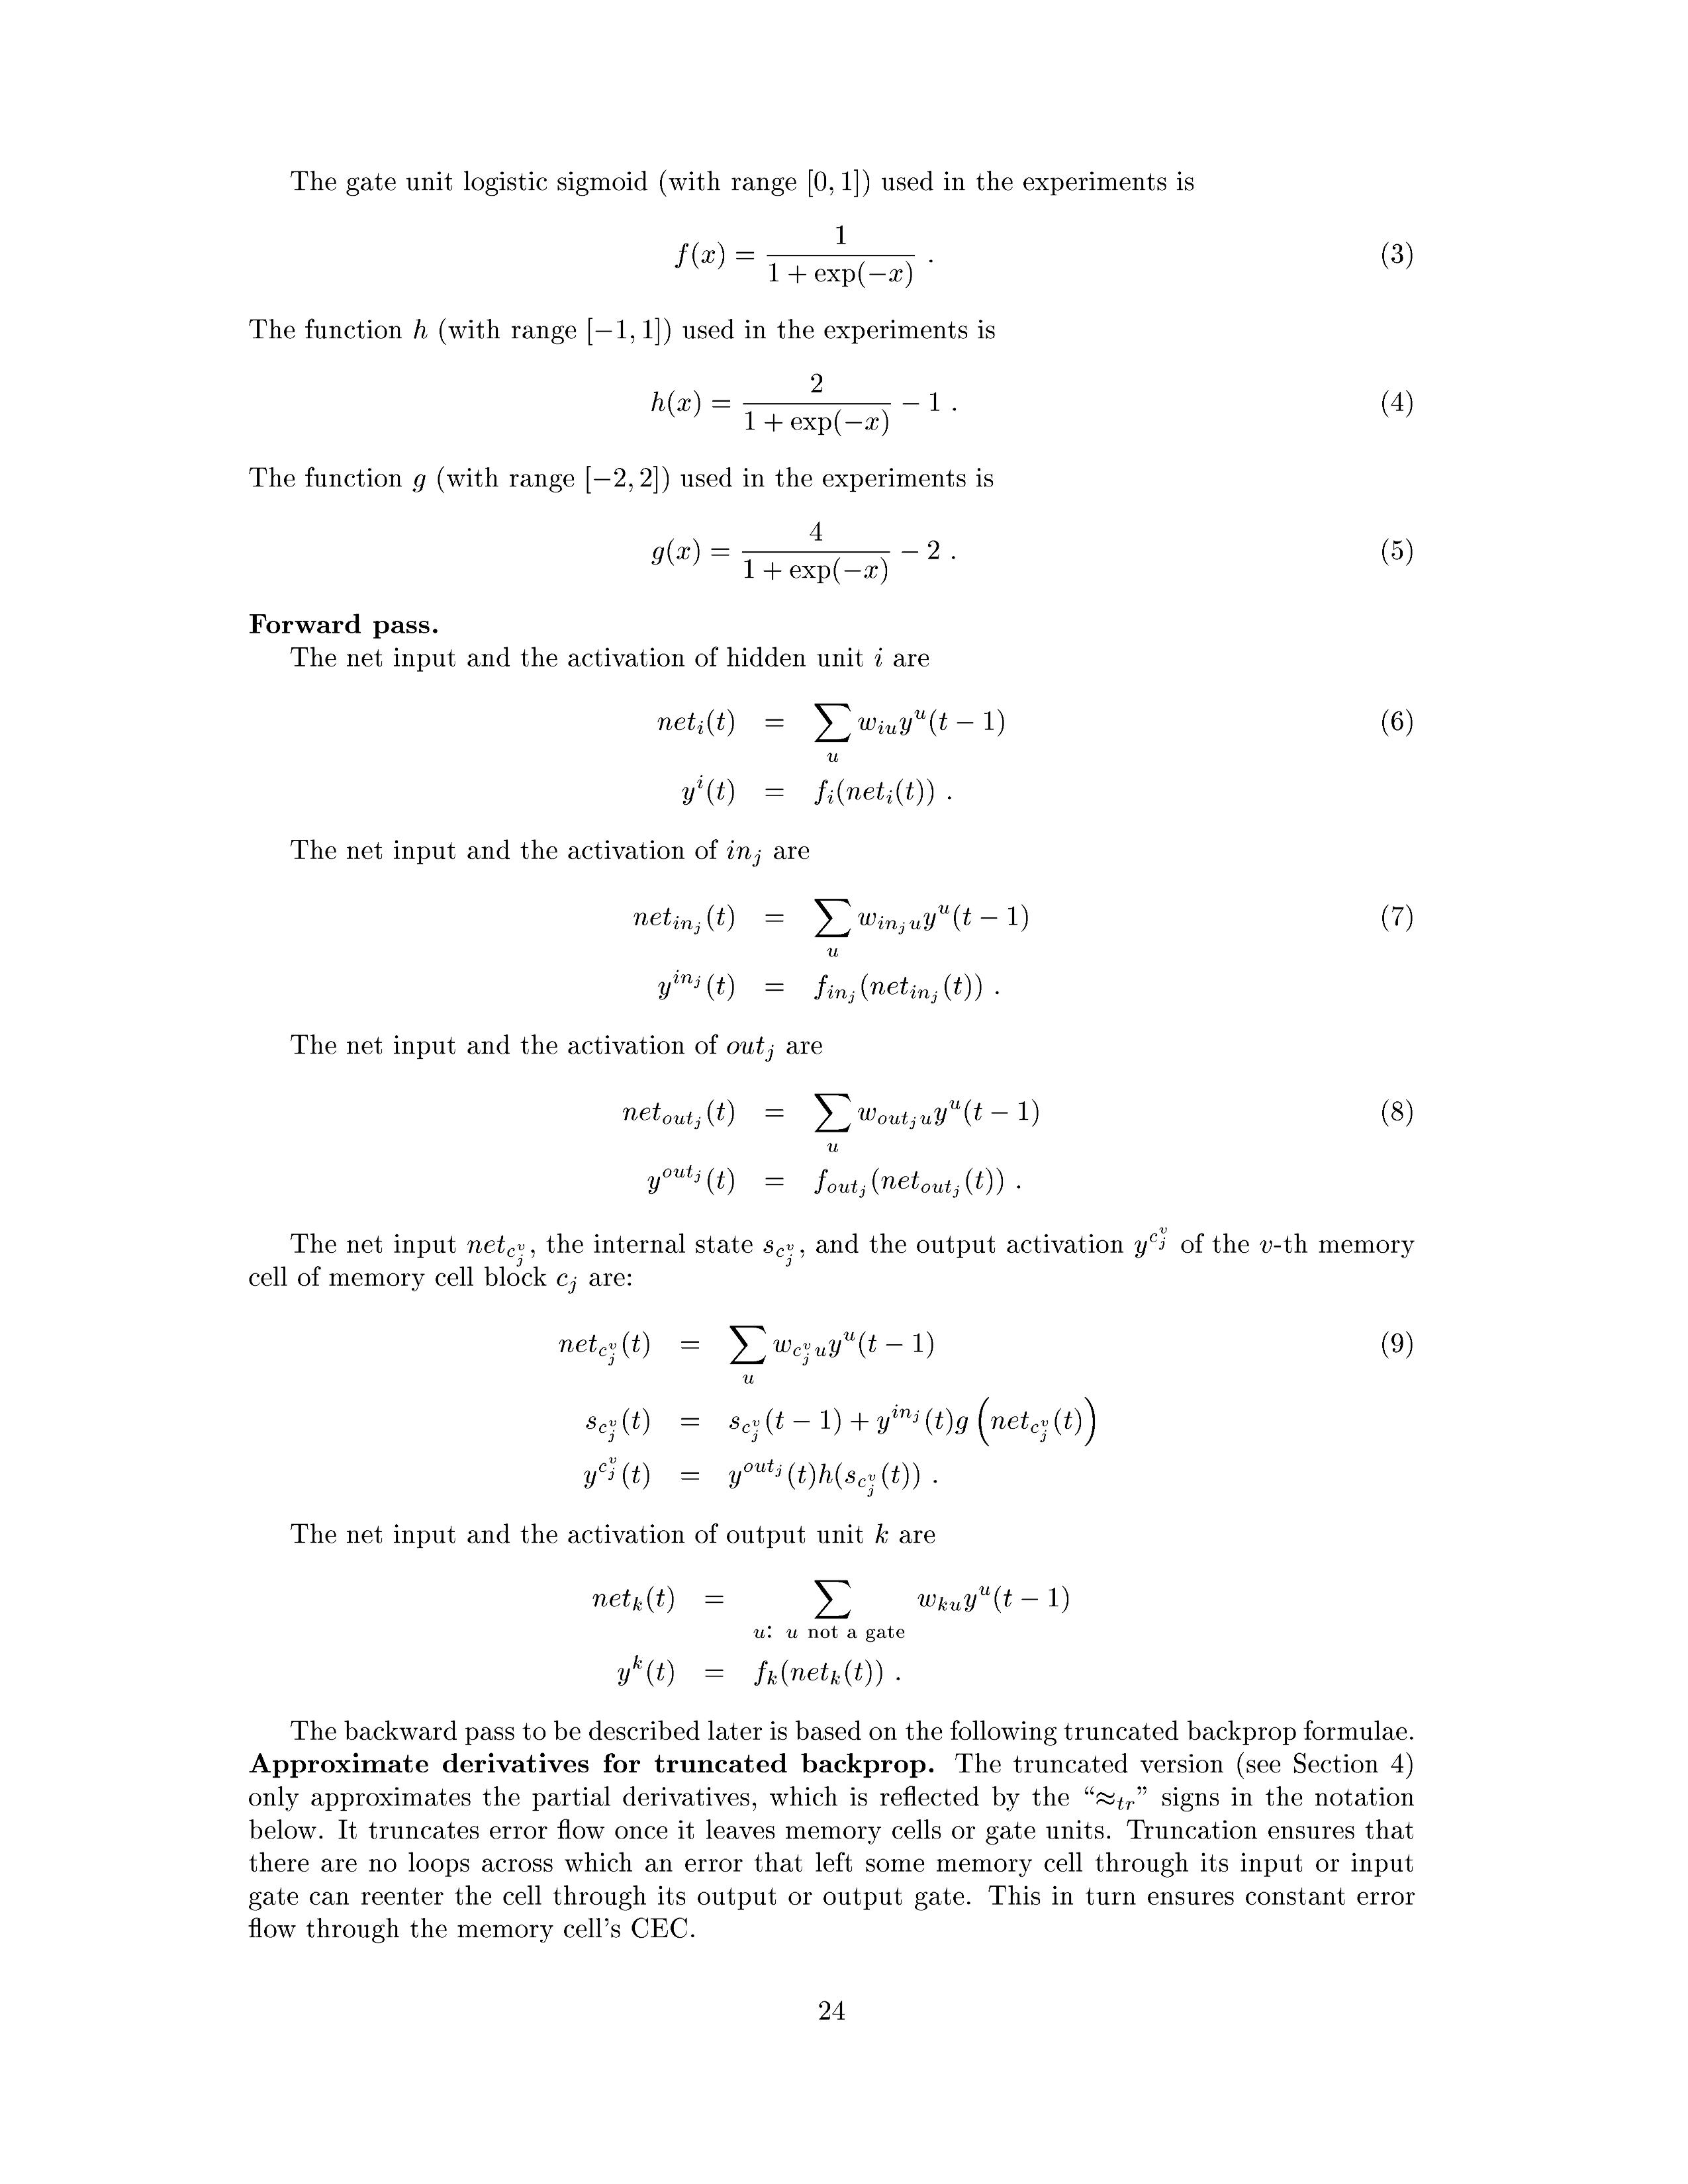 The gate unit logistic sigmoid (with range [0, 1]) used in the experiments is
f(x) = \frac{1}{1 + \exp(-x)} . (3)
The function h (with range [−1, 1]) used in the experiments is
h(x) = \frac{2}{1 + \exp(-x)} − 1 . (4)
The function g (with range [−2, 2]) used in the experiments is
g(x) = \frac{4}{1 + \exp(-x)} − 2 . (5)
Forward pass.
The net input and the activation of hidden unit i are
net_i(t) = \sum_u w_{iu} y^u(t − 1) (6)
y^i(t) = f_i(net_i(t)) .
The net input and the activation of in_j are
net_{in_j}(t) = \sum_u w_{in_j u} y^u(t − 1) (7)
y^{in_j}(t) = f_{in_j}(net_{in_j}(t)) .
The net input and the activation of out_j are
net_{out_j}(t) = \sum_u w_{out_j u} y^u(t − 1) (8)
y^{out_j}(t) = f_{out_j}(net_{out_j}(t)) .
The net input net_{c_j^v}, the internal state s_{c_j^v}, and the output activation y^{c_j^v} of the v-th memory
cell of memory cell block c_j are:
net_{c_j^v}(t) = \sum_u w_{c_j^v u} y^u(t − 1) (9)
s_{c_j^v}(t) = s_{c_j^v}(t − 1) + y^{in_j}(t) g (net_{c_j^v}(t))
y^{c_j^v}(t) = y^{out_j}(t) h(s_{c_j^v}(t)) .
The net input and the activation of output unit k are
net_k(t) = \sum_{u: u not a gate} w_{ku} y^u(t − 1)
y^k(t) = f_k(net_k(t)) .
The backward pass to be described later is based on the following truncated backprop formulae.
Approximate derivatives for truncated backprop. The truncated version (see Section 4)
only approximates the partial derivatives, which is reflected by the “≈_{tr}” signs in the notation
below. It truncates error flow once it leaves memory cells or gate units. Truncation ensures that
there are no loops across which an error that left some memory cell through its input or input
gate can reenter the cell through its output or output gate. This in turn ensures constant error
flow through the memory cell's CEC.
24